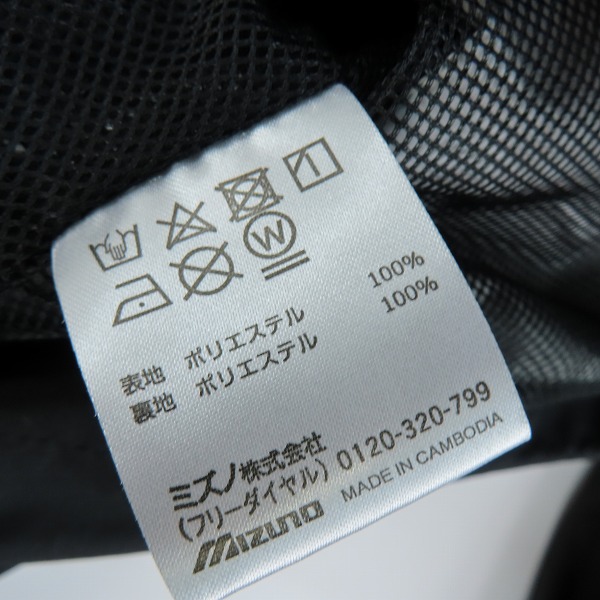 W
表地 ポリエステル 100%
裏地 ポリエステル 100%
ミズノ株式会社
(フリーダイヤル) 0120-320-799
mizuno MADE IN CAMBODIA